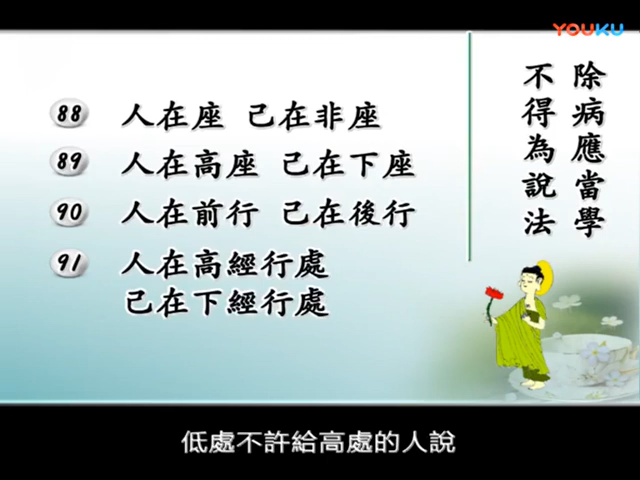 YOUKU
除病應當學
不得為說法
88 人在座 己在非座
89 人在高座 己在下座
90 人在前行 己在後行
91 人在高經行處
己在下經行處
低處不許給高處的人說